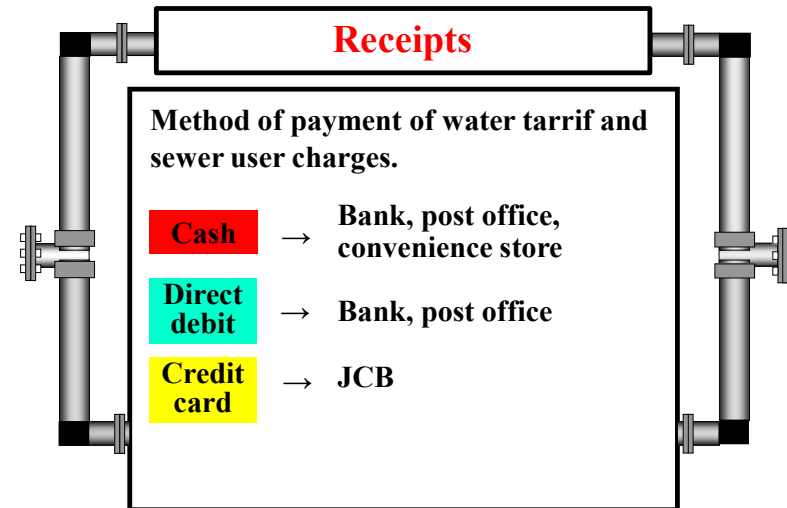 Receipts
Method of payment of water tarrif and
sewer user charges.
Cash → Bank, post office,
convenience store
Direct
debit → Bank, post office
Credit
card → JCB